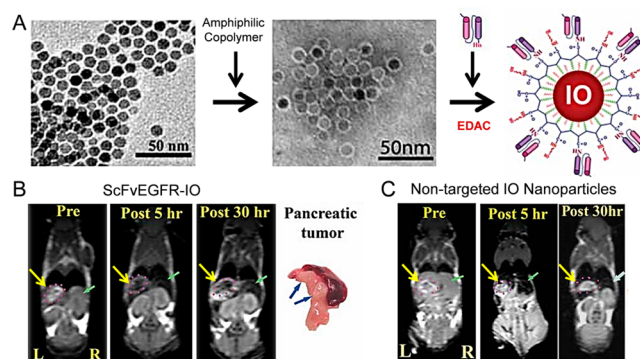 A
Amphiphilic
Copolymer
50 nm
50nm
EDAC
IO
B
ScFvEGFR-IO
Pre
Post 5 hr
Post 30 hr
Pancreatic
tumor
L
R
C
Non-targeted IO Nanoparticles
Pre
Post 5 hr
Post 30hr
L
R